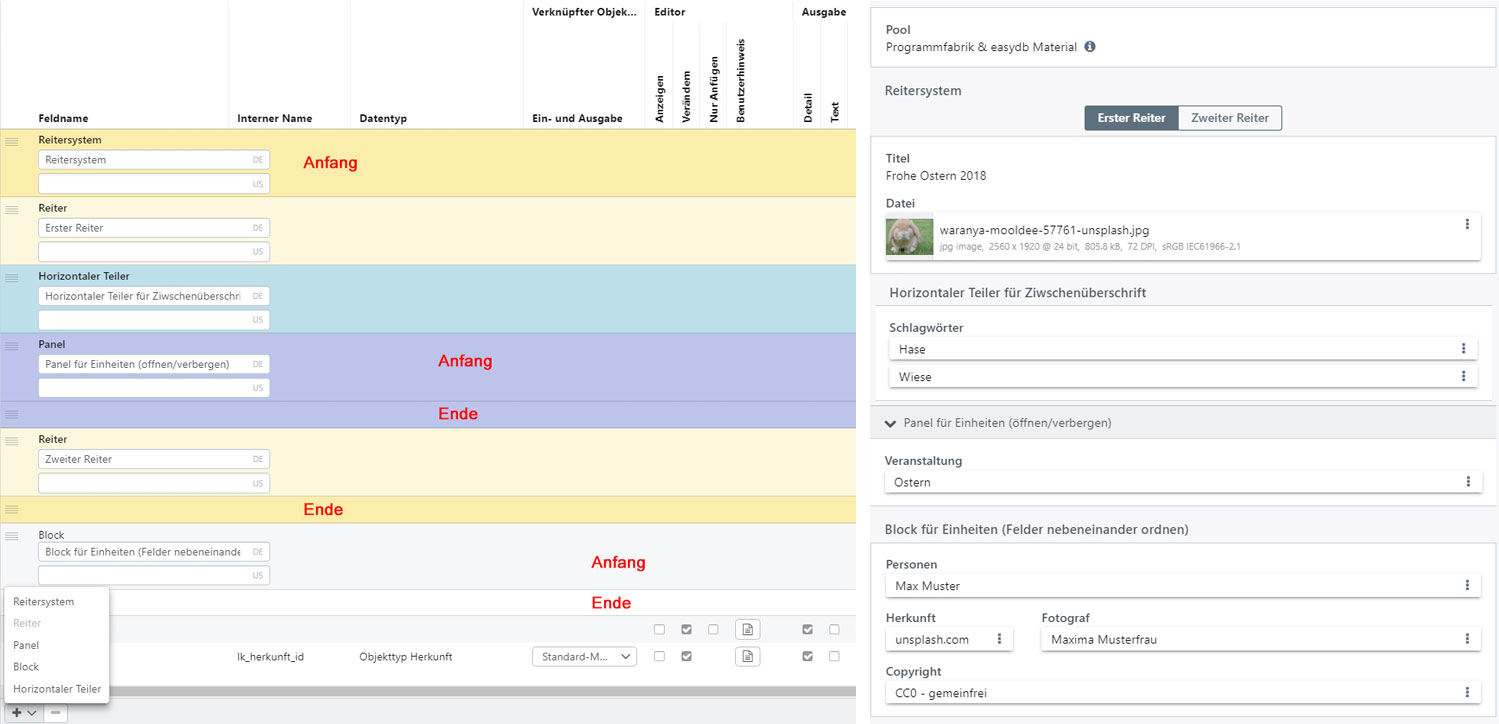 Verknüpfter Objek... Editor Ausgabe
Anzeigen
Verändern
Nur Anfügen
Benutzerhinweis
Detail
Text
Feldname Interner Name Datentyp Ein- und Ausgabe
Reitersystem
Reitersystem DE
Anfang
US
Reiter
Erster Reiter DE
US
Horizontaler Teiler
Horizontaler Teiler für Ziwschenüberschri DE
US
Panel
Panel für Einheiten (öffnen/verbergen) DE
Anfang
US
Ende
Reiter
Zweiter Reiter DE
US
Ende
Block
Block für Einheiten (Felder nebeneinande DE
Anfang
US
Ende
Reitersystem
Reiter
Panel
Block
Horizontaler Teiler
lk_herkunft_id Objekttyp Herkunft Standard-M...
Pool
Programmfabrik & easydb Material
Reitersystem
Erster Reiter Zweiter Reiter
Titel
Frohe Ostern 2018
Datei
waranya-mooldee-57761-unsplash.jpg
jpg image, 2560 x 1920 @ 24 bit, 805.8 kB, 72 DPI, sRGB IEC61966-2.1
Horizontaler Teiler für Ziwschenüberschrift
Schlagwörter
Hase
Wiese
Panel für Einheiten (öffnen/verbergen)
Veranstaltung
Ostern
Block für Einheiten (Felder nebeneinander ordnen)
Personen
Max Muster
Herkunft Fotograf
unsplash.com Maxima Musterfrau
Copyright
CC0 - gemeinfrei